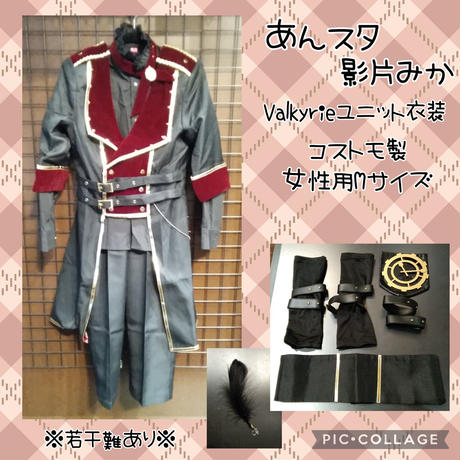 あんスタ
影片みか
Valkyrieユニット衣装
コストモ製
女性用Mサイズ
※若干難あり※
PIC•COLLAGE